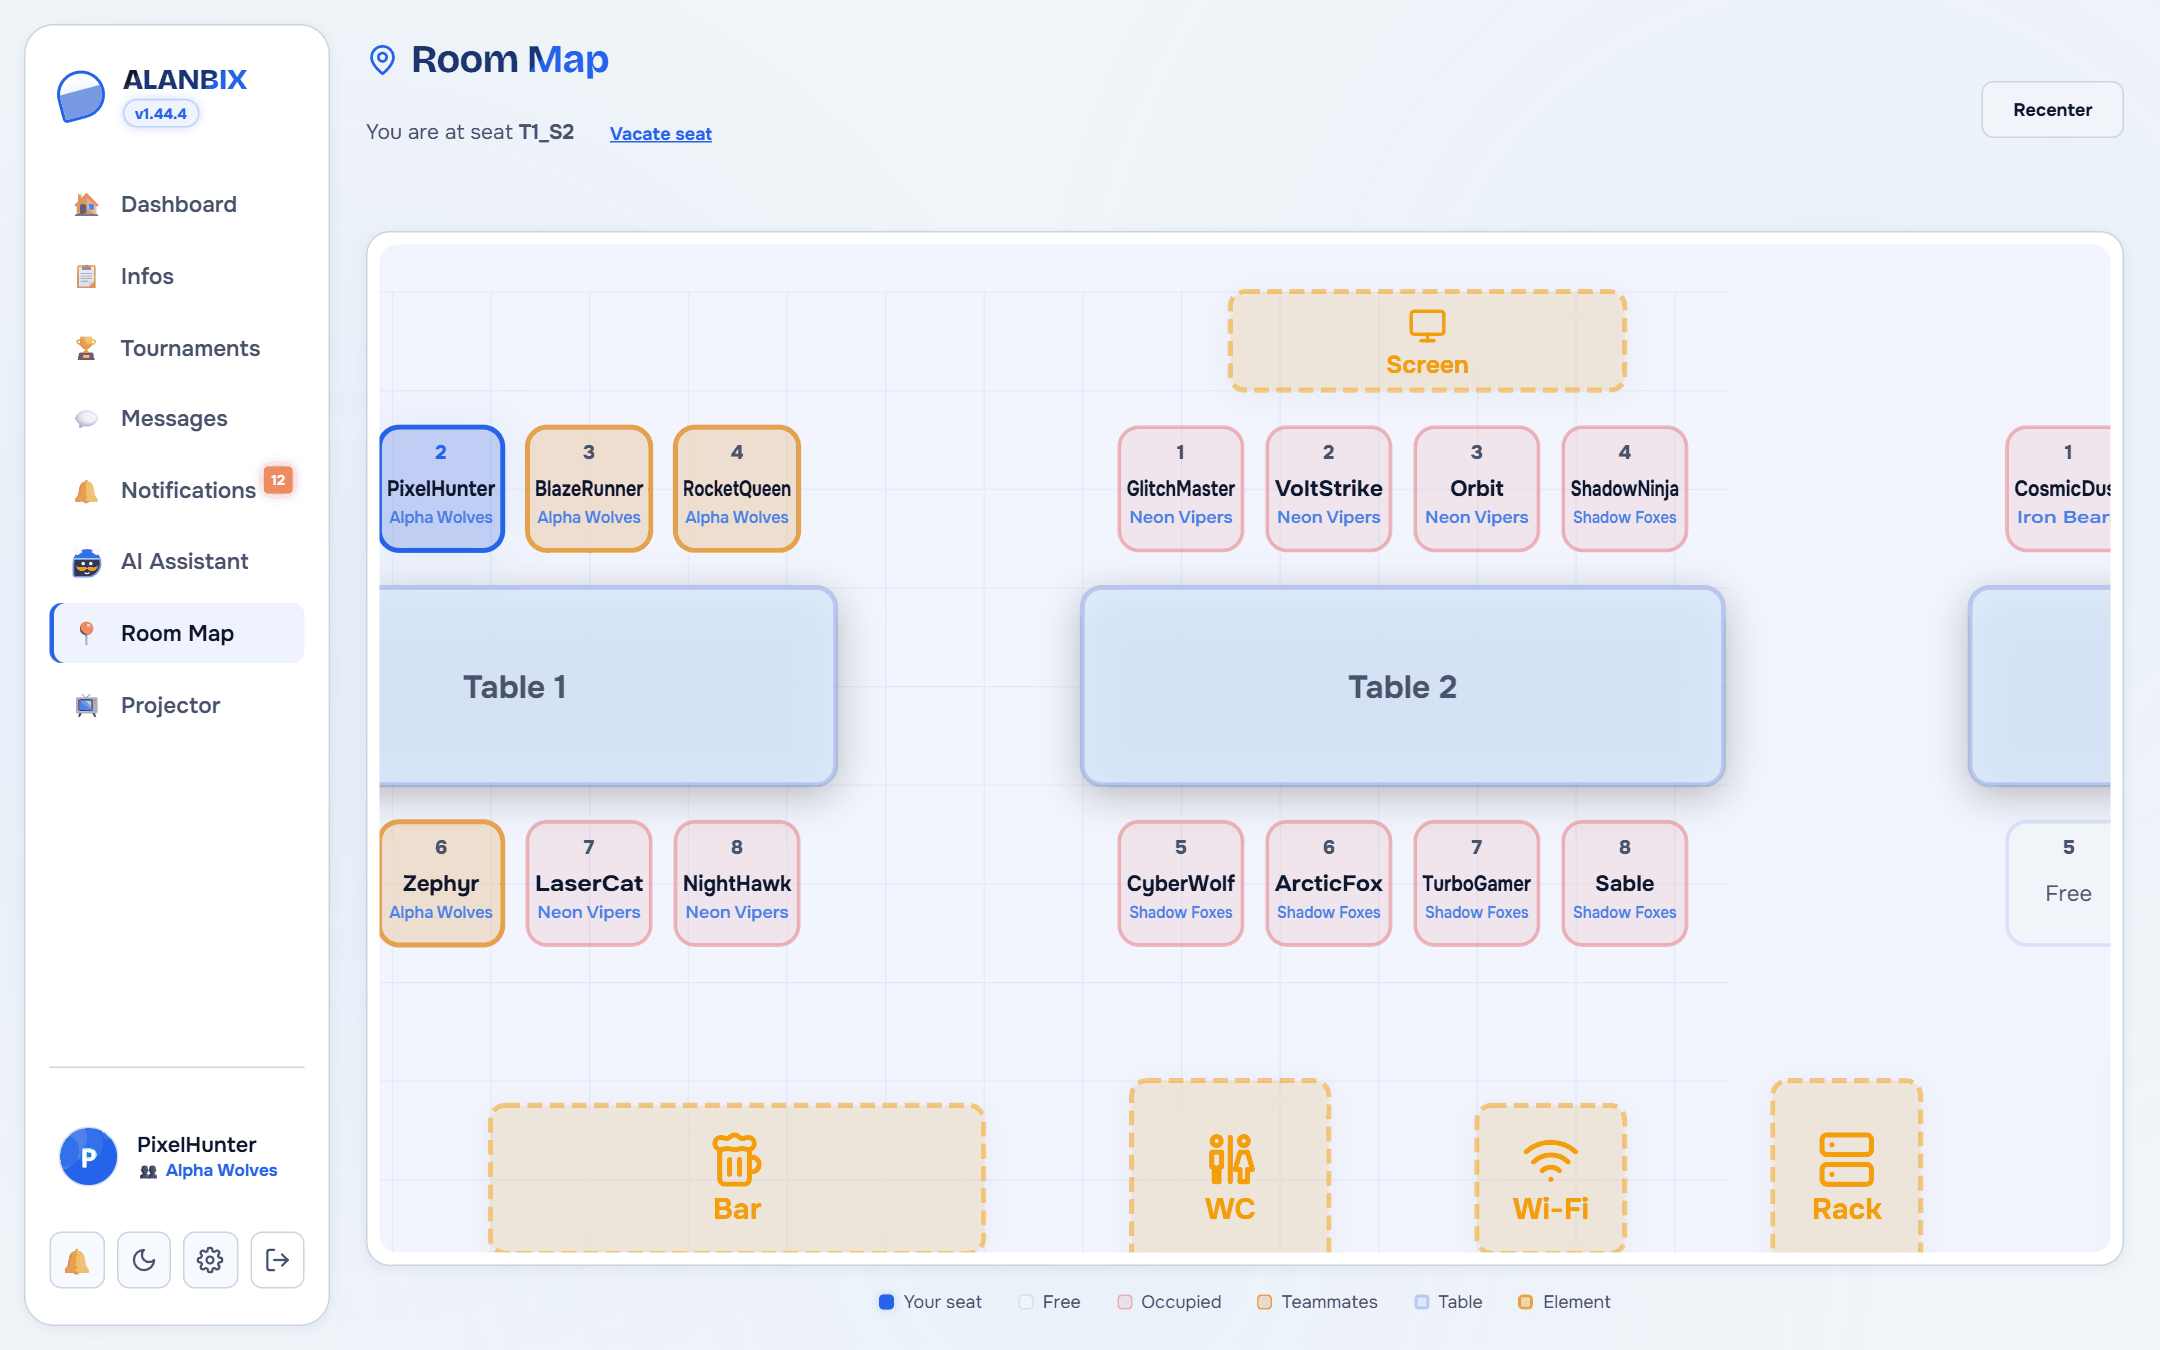 ALANBIX
v1.44.4
Dashboard
Infos
Tournaments
Messages
Notifications
12
AI Assistant
Room Map
Projector
P
PixelHunter
Alpha Wolves
Room Map
You are at seat T1_S2
Vacate seat
Recenter
Screen
2
PixelHunter
Alpha Wolves
3
BlazeRunner
Alpha Wolves
4
RocketQueen
Alpha Wolves
1
GlitchMaster
Neon Vipers
2
VoltStrike
Neon Vipers
3
Orbit
Neon Vipers
4
ShadowNinja
Shadow Foxes
1
CosmicDus
Iron Bear
Table 1
Table 2
6
Zephyr
Alpha Wolves
7
LaserCat
Neon Vipers
8
NightHawk
Neon Vipers
5
CyberWolf
Shadow Foxes
6
ArcticFox
Shadow Foxes
7
TurboGamer
Shadow Foxes
8
Sable
Shadow Foxes
5
Free
Bar
WC
Wi-Fi
Rack
Your seat
Free
Occupied
Teammates
Table
Element